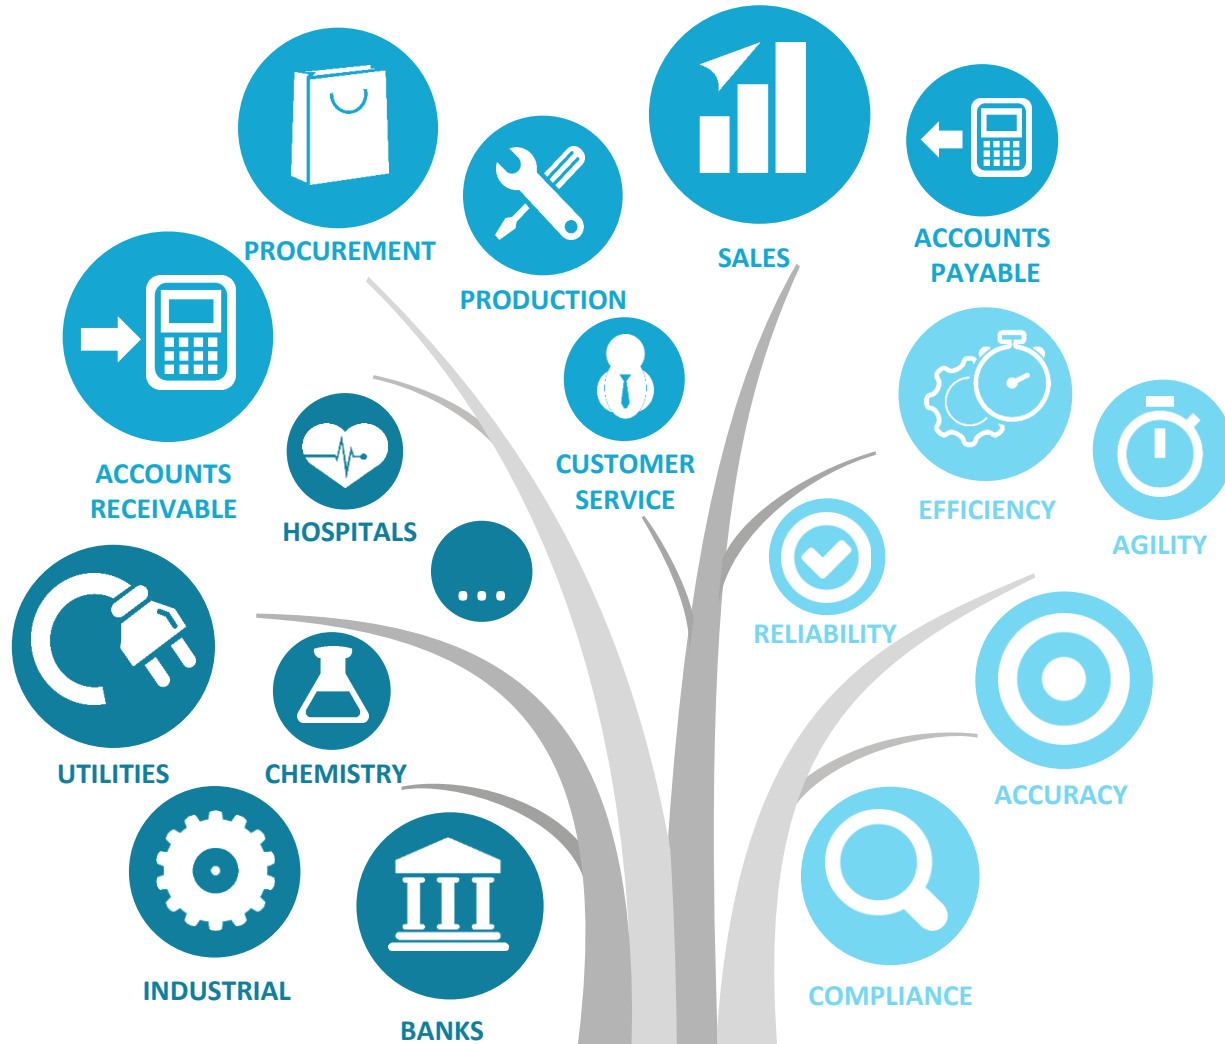 PROCUREMENT
PRODUCTION
SALES
ACCOUNTS
PAYABLE
ACCOUNTS
RECEIVABLE
HOSPITALS
CUSTOMER
SERVICE
EFFICIENCY
AGILITY
...
RELIABILITY
UTILITIES
CHEMISTRY
ACCURACY
INDUSTRIAL
BANKS
COMPLIANCE